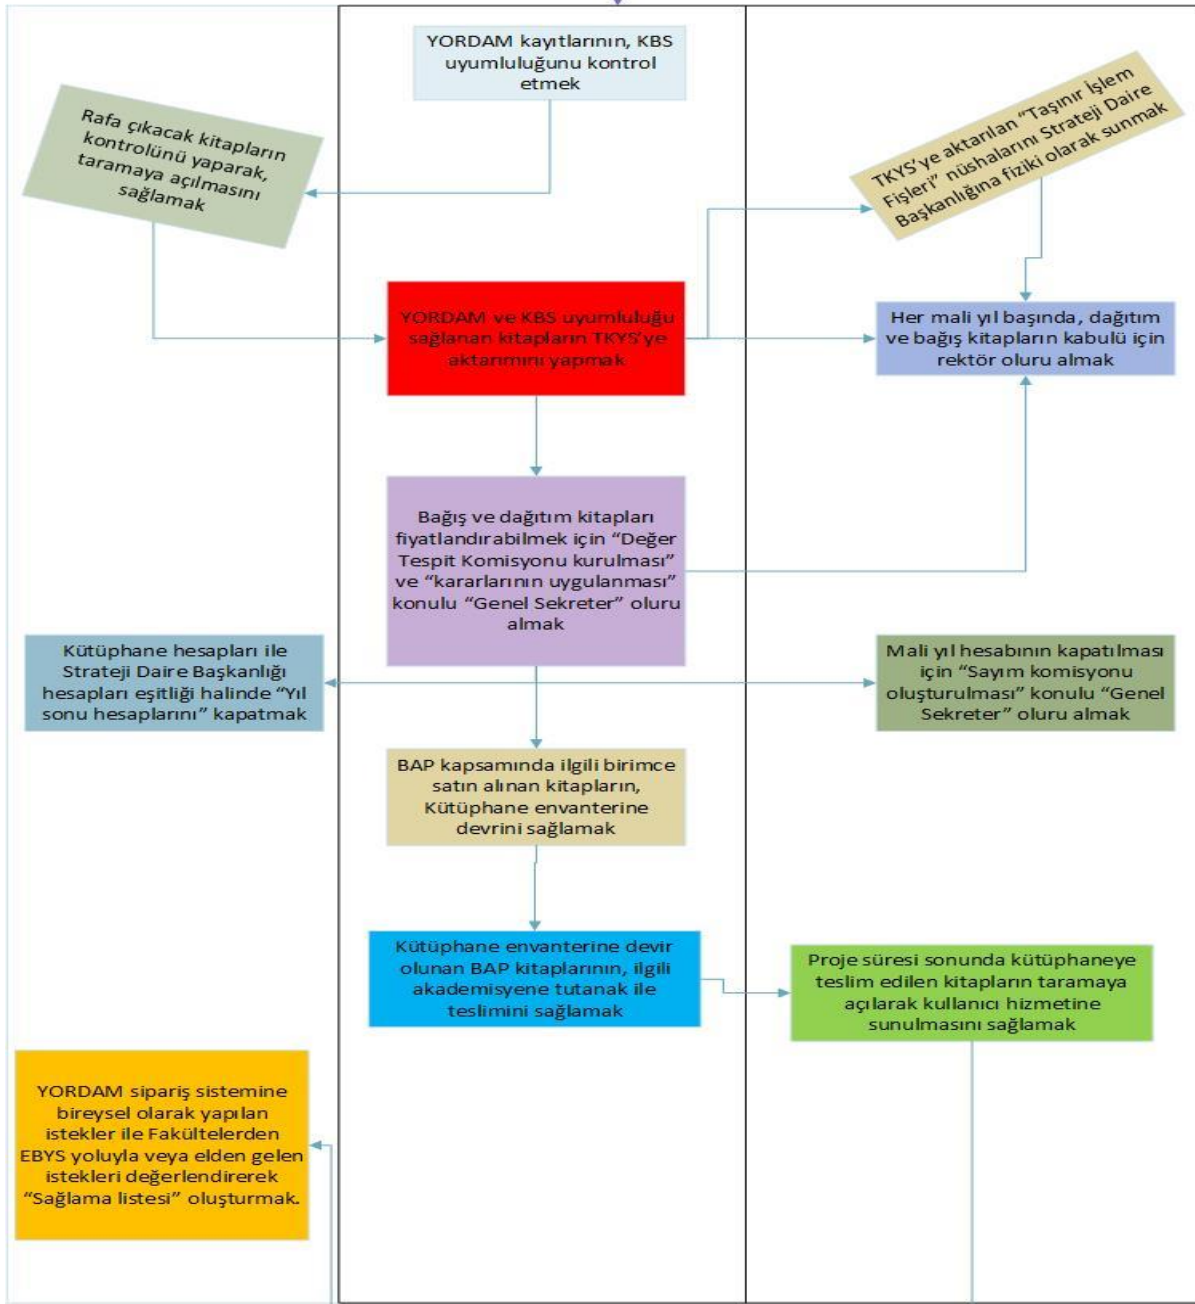 YORDAM kayıtlarının, KBS
uyumluluğunu kontrol
etmek
Rafa çıkacak kitapların
kontrolünü yaparak,
taramaya açılmasını
sağlamak
TKYS’ye aktarılan “Taşınır İşlem
Fişleri” nüshalarını Strateji Daire
Başkanlığına fiziki olarak sunmak
YORDAM ve KBS uyumluluğu
sağlanan kitapların TKYS’ye
aktarımını yapmak
Her mali yıl başında, dağıtım
ve bağış kitapların kabulü için
rektör oluru almak
Bağış ve dağıtım kitapları
fiyatlandırabilmek için “Değer
Tespit Komisyonu kurulması”
ve “kararlarının uygulanması”
konulu “Genel Sekreter” oluru
almak
Kütüphane hesapları ile
Strateji Daire Başkanlığı
hesapları eşitliği halinde “Yıl
sonu hesaplarını” kapatmak
Mali yıl hesabının kapatılması
için “Sayım komisyonu
oluşturulması” konulu “Genel
Sekreter” oluru almak
BAP kapsamında ilgili birimce
satın alınan kitapların,
Kütüphane envanterine
devrini sağlamak
Kütüphane envanterine devir
olunan BAP kitaplarının, ilgili
akademisyene tutanak ile
teslimini sağlamak
Proje süresi sonunda kütüphaneye
teslim edilen kitapların taramaya
açılarak kullanıcı hizmetine
sunulmasını sağlamak
YORDAM sipariş sistemine
bireysel olarak yapılan
istekler ile Fakültelerden
EBYS yoluyla veya elden gelen
istekleri değerlendirerek
“Sağlama listesi” oluşturmak.